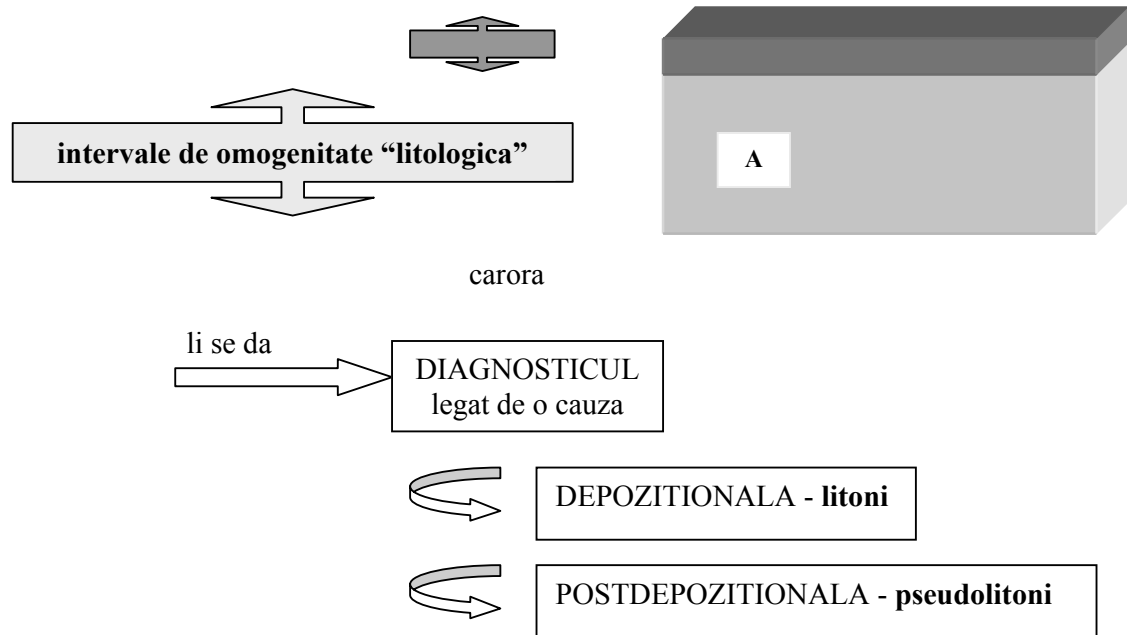 intervale de omogenitate “litologica”
A
carora
li se da
DIAGNOSTICUL
legat de o cauza
DEPOZITIONALA - litoni
POSTDEPOZITIONALA - pseudolitoni